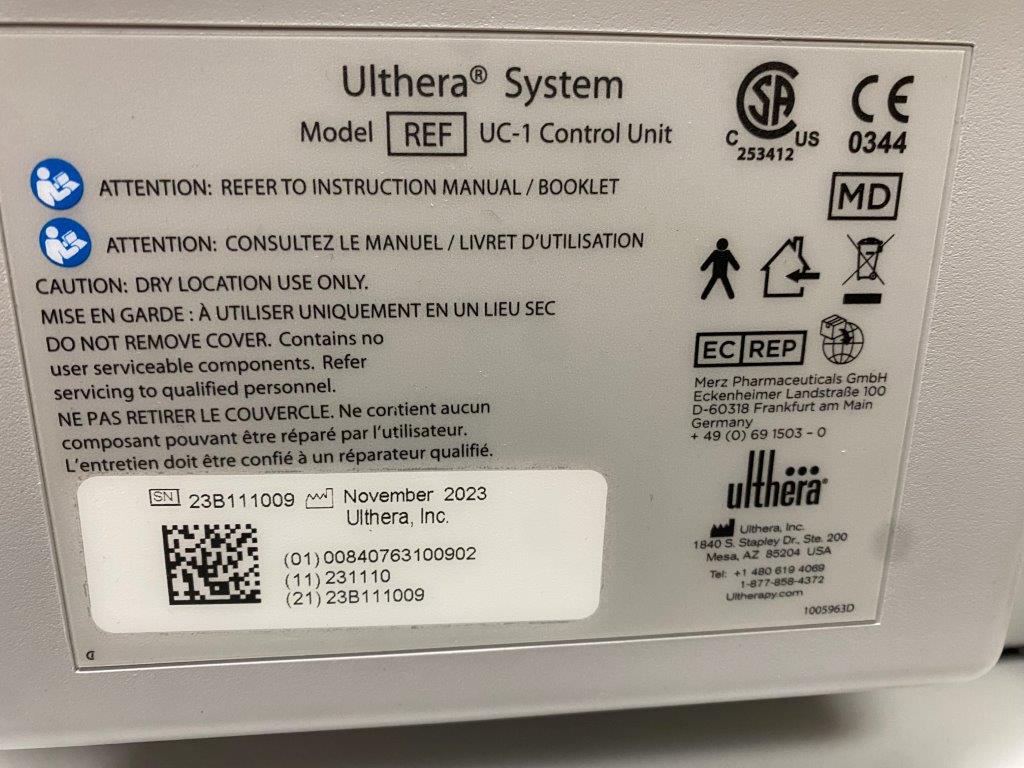 Ulthera® System
Model REF UC-1 Control Unit
ATTENTION: REFER TO INSTRUCTION MANUAL / BOOKLET
ATTENTION: CONSULTEZ LE MANUEL / LIVRET D'UTILISATION
CAUTION: DRY LOCATION USE ONLY.
MISE EN GARDE : À UTILISER UNIQUEMENT EN UN LIEU SEC
DO NOT REMOVE COVER. Contains no
user serviceable components. Refer
servicing to qualified personnel.
NE PAS RETIRER LE COUVERCLE. Ne contient aucun
composant pouvant être réparé par l'utilisateur.
L'entretien doit être confié à un réparateur qualifié.
SN 23B111009 November 2023
Ulthera, Inc.
(01) 00840763100902
(11) 231110
(21) 23B111009
SA
C US
253412
CE
0344
MD
EC REP
Merz Pharmaceuticals GmbH
Eckenheimer Landstraße 100
D-60318 Frankfurt am Main
Germany
+ 49 (0) 69 1503 - 0
ulthera®
Ulthera, Inc.
1840 S. Stapley Dr., Ste. 200
Mesa, AZ 85204 USA
Tel: +1 480 619 4069
1-877-858-4372
Ultherapy.com
1005963D